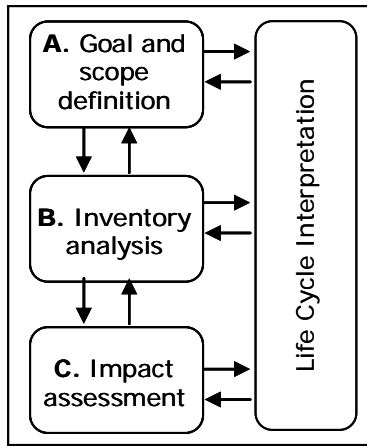 A. Goal and
scope
definition
B. Inventory
analysis
C. Impact
assessment
Life Cycle Interpretation